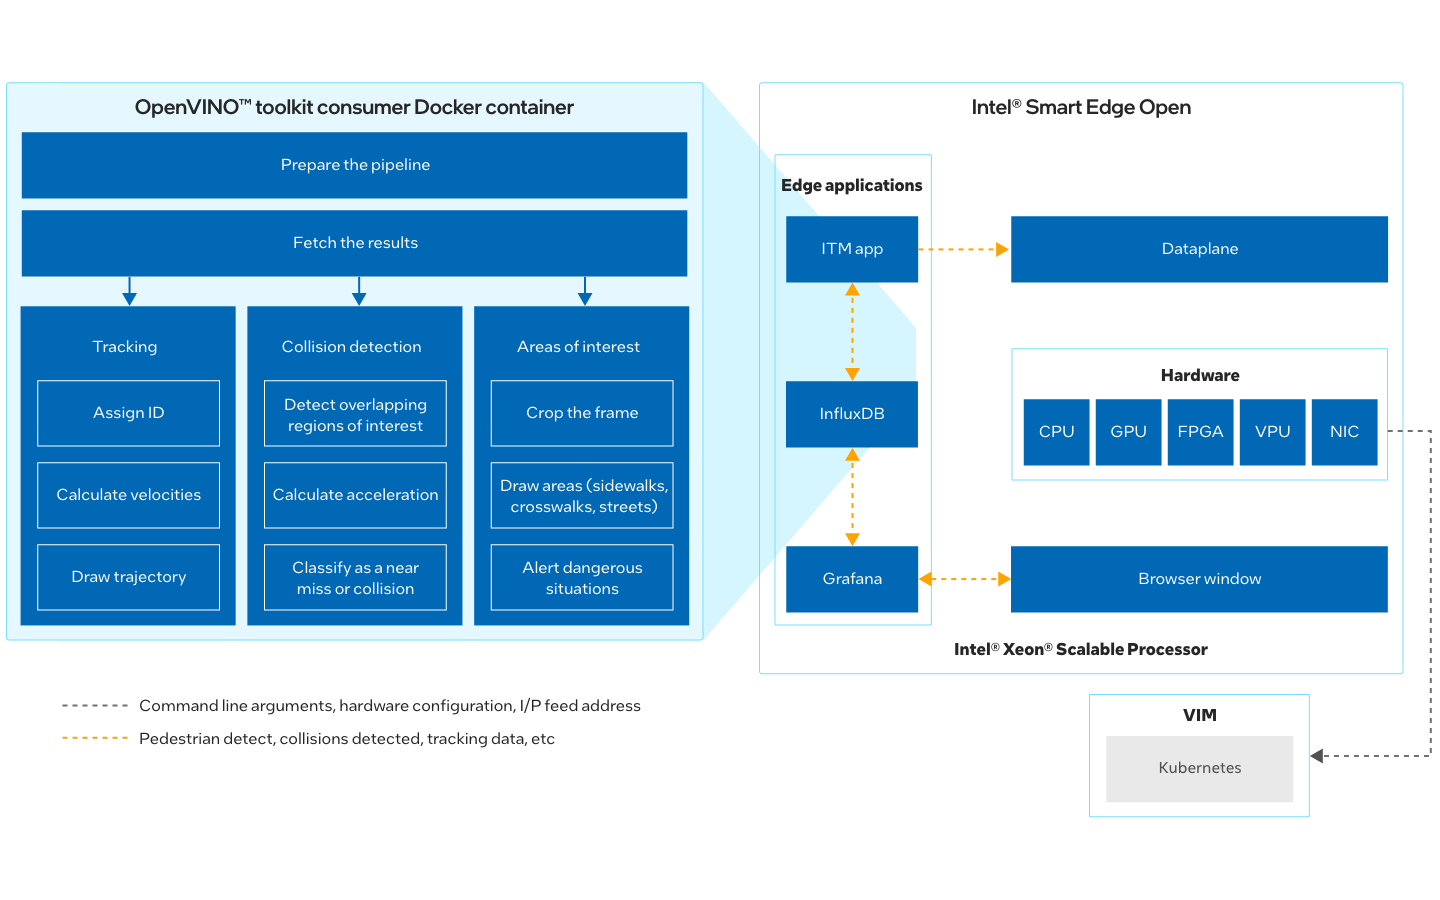 OpenVINO™ toolkit consumer Docker container
Prepare the pipeline
Fetch the results
Tracking
Assign ID
Calculate velocities
Draw trajectory
Collision detection
Detect overlapping
regions of interest
Calculate acceleration
Classify as a near
miss or collision
Areas of interest
Crop the frame
Draw areas (sidewalks,
crosswalks, streets)
Alert dangerous
situations
Intel® Smart Edge Open
Edge applications
ITM app
InfluxDB
Grafana
Dataplane
Hardware
CPU
GPU
FPGA
VPU
NIC
Browser window
Intel® Xeon® Scalable Processor
VIM
Kubernetes
Command line arguments, hardware configuration, I/P feed address
Pedestrian detect, collisions detected, tracking data, etc